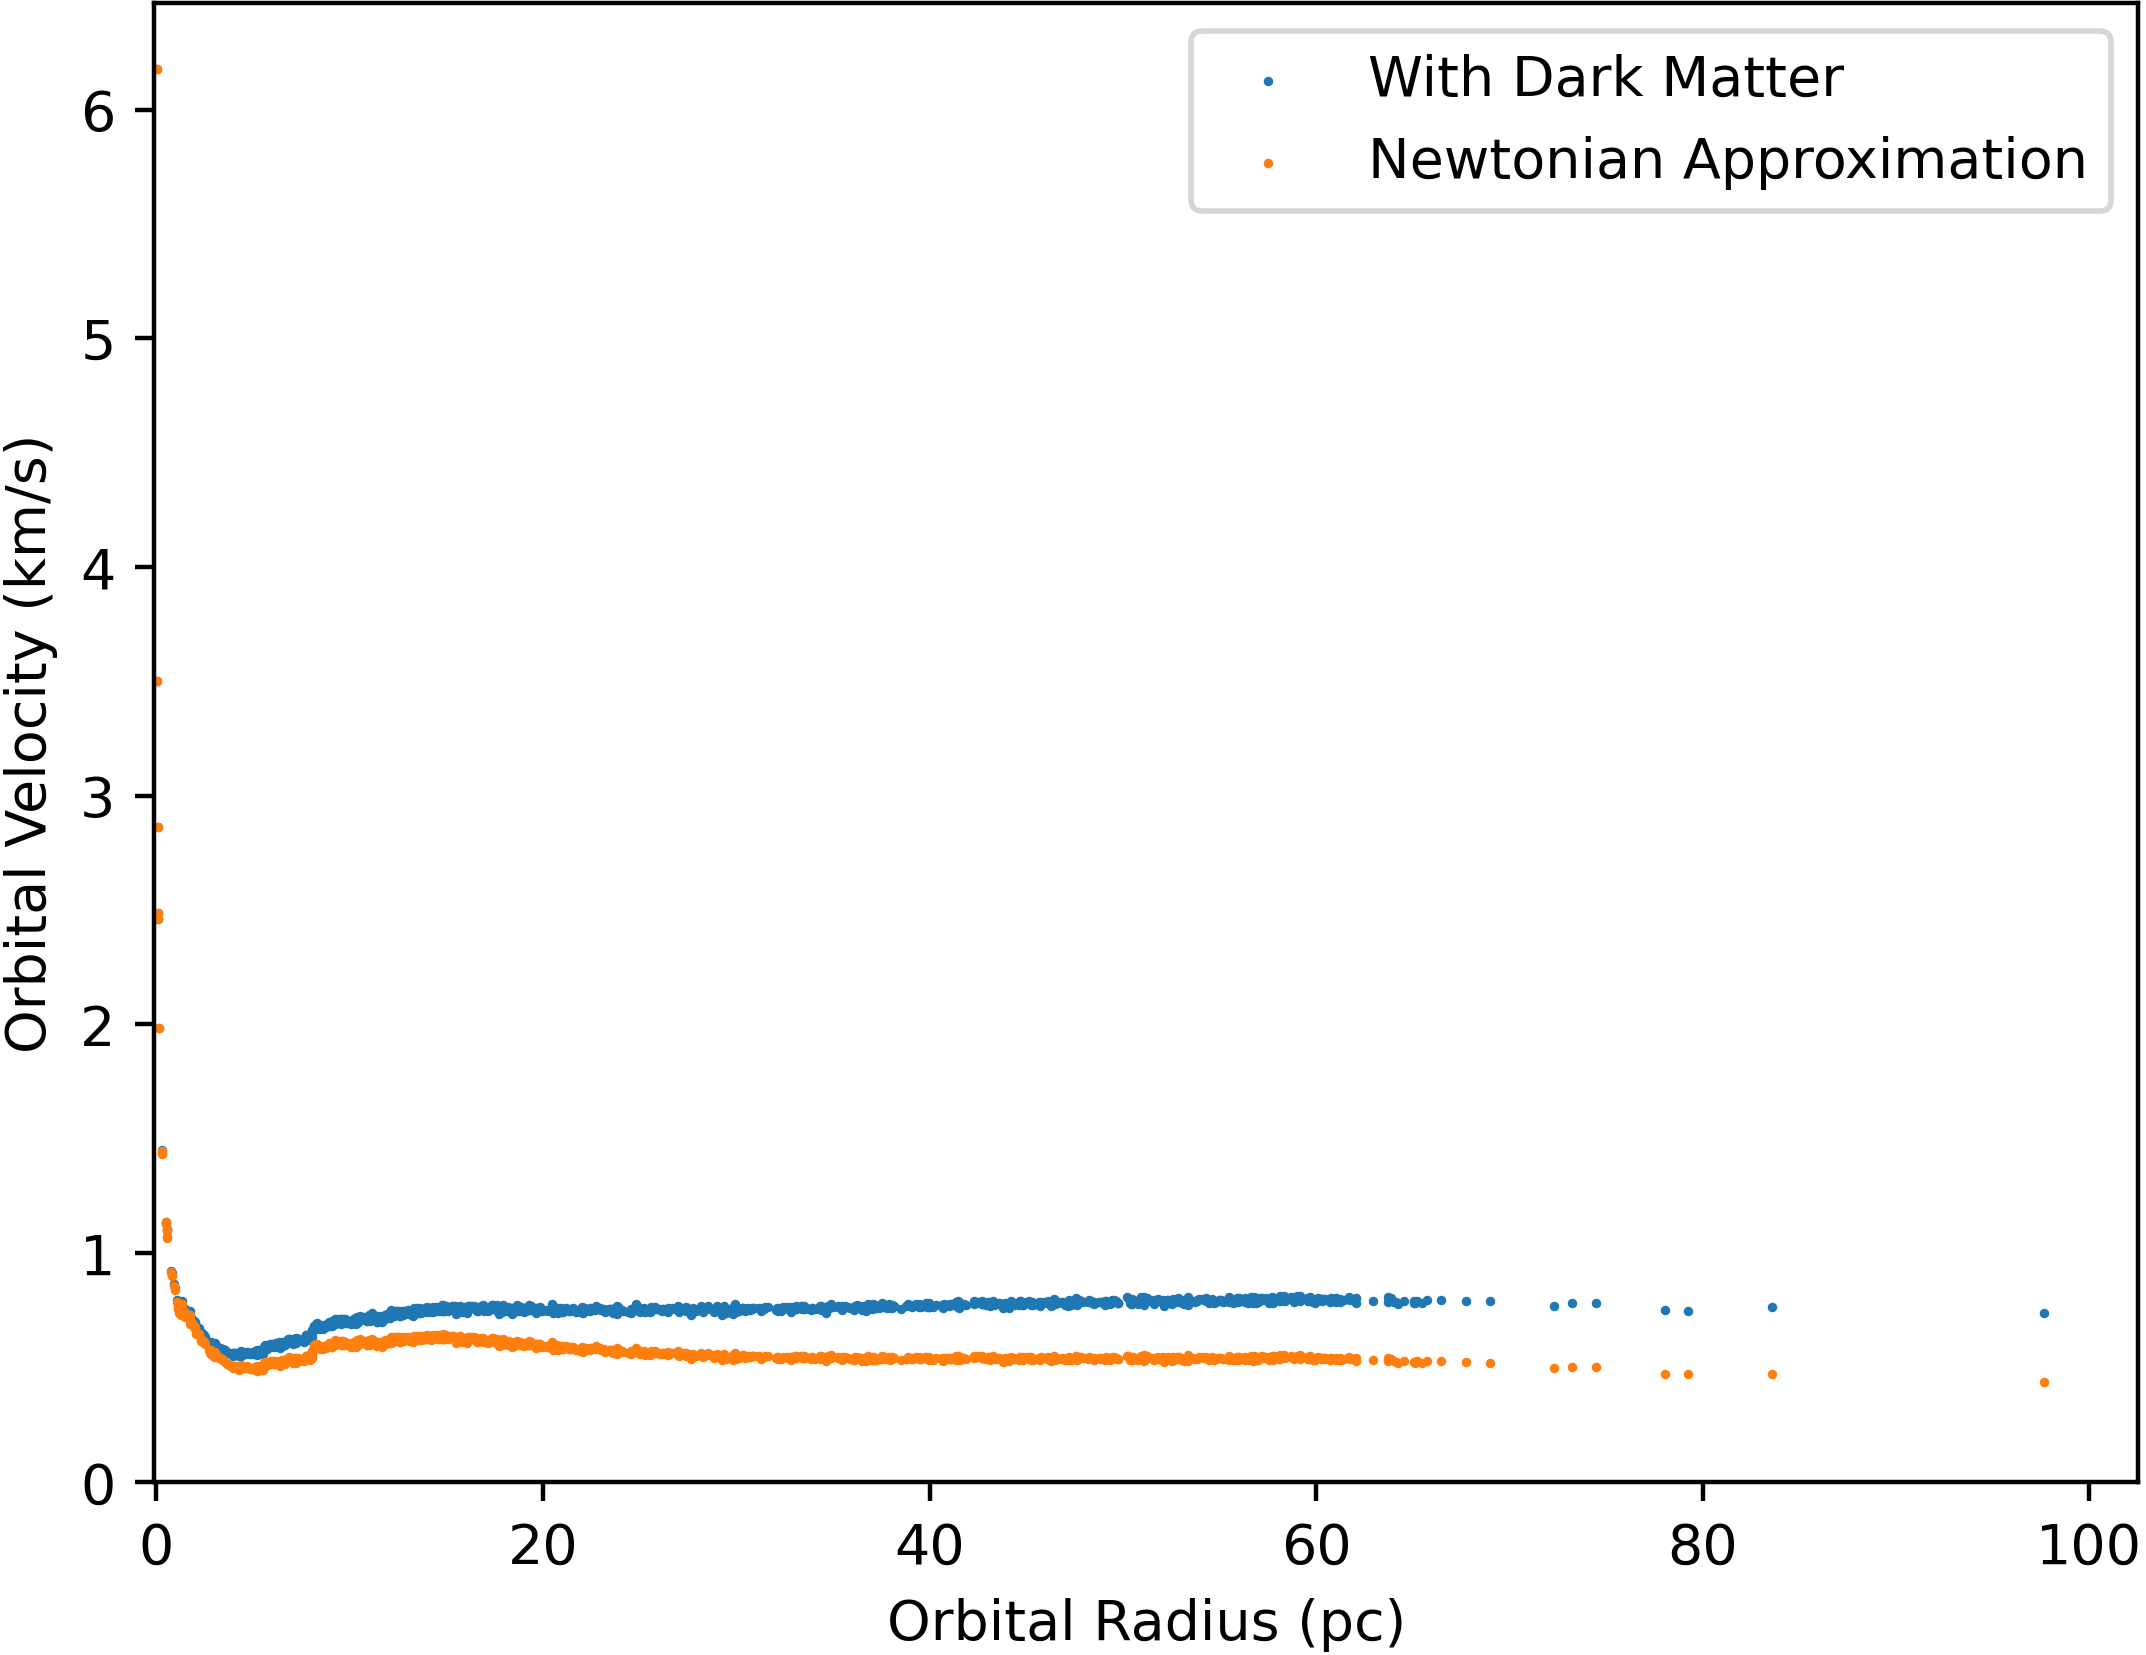 With Dark Matter
Newtonian Approximation
6
5
4
3
2
1
0
Orbital Velocity (km/s)
0 20 40 60 80 100
Orbital Radius (pc)